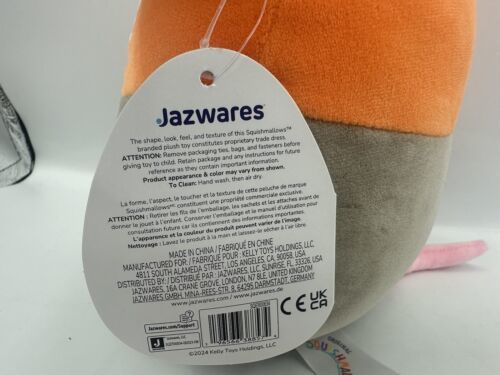 Jazwares®
The shape, look, feel, and texture of this Squishmallows™
branded plush toy constitutes proprietary trade dress.
ATTENTION: Remove packaging ties, bags, and fasteners before
giving toy to child. Retain package and any instructions for future
reference as they contain important information.
Product appearance & color may vary from shown.
To Clean: Hand wash, then air dry.
La forme, l'aspect, le toucher et la texture de cette peluche de marque
Squishmallows™ constituent une propriété commerciale exclusive.
ATTENTION : Retirer les fils de l'emballage, les sachets et les attaches avant de
donner le jouet à l'enfant. Conserver l'emballage et le manuel d'utilisation pour
consultation future car ils contiennent des informations importantes.
L'apparence et la couleur du produit peuvent varier de l'image.
Nettoyage : Lavez le produit à la main et laissez-le sécher à l'air libre.
MADE IN CHINA / FABRIQUÉ EN CHINE
MANUFACTURED FOR: / FABRIQUÉ POUR : KELLY TOYS HOLDINGS, LLC,
4811 SOUTH ALAMEDA STREET, LOS ANGELES, CA. 90058, USA
DISTRIBUTED BY: / DISTRIBUÉ PAR : JAZWARES, LLC. SUNRISE, FL, 33326, USA
JAZWARES, 16A CRANE GROVE, LONDON, N7 8LE, UNITED KINGDOM
JAZWARES GMBH, MINA-REES-STR. 8, 64295 DARMSTADT, GERMANY
www.jazwares.com / www.jazwares.de
Jazwares.com/Support
CE UK CA
©2024 Kelly Toys Holdings, LLC
ORIGINAL